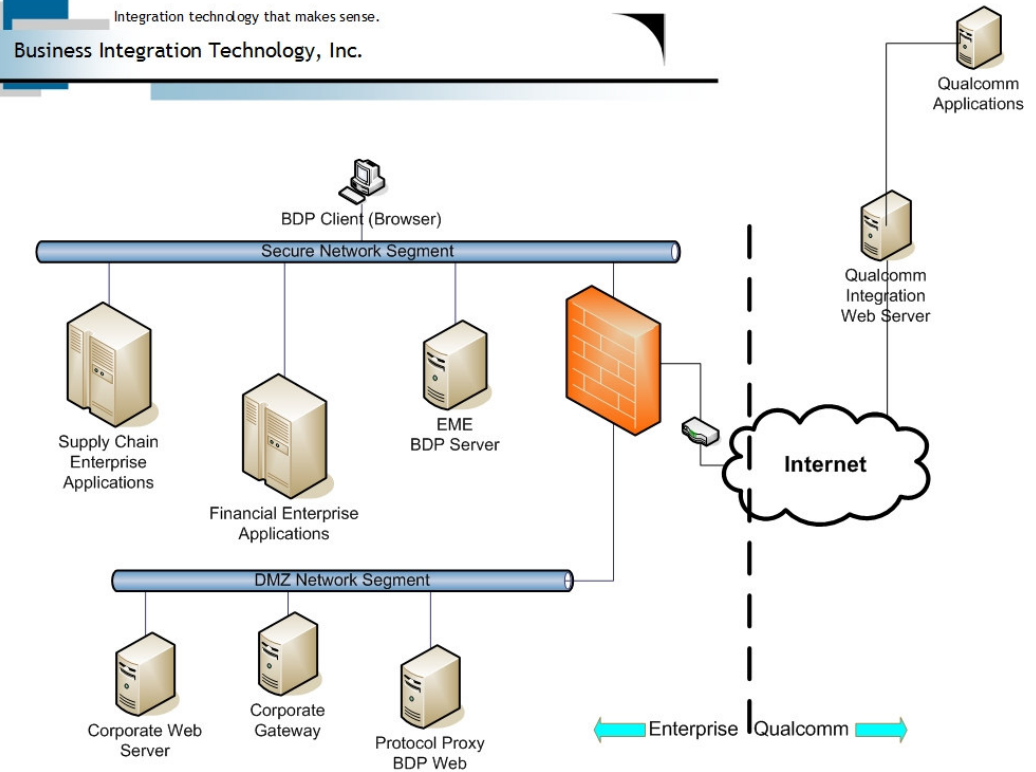 Integration technology that makes sense.
Business Integration Technology, Inc.
Qualcomm
Applications
BDP Client (Browser)
Secure Network Segment
Qualcomm
Integration
Web Server
Supply Chain
Enterprise
Applications
EME
BDP Server
Internet
Financial Enterprise
Applications
DMZ Network Segment
Corporate Web
Server
Corporate
Gateway
Protocol Proxy
BDP Web
Enterprise
Qualcomm